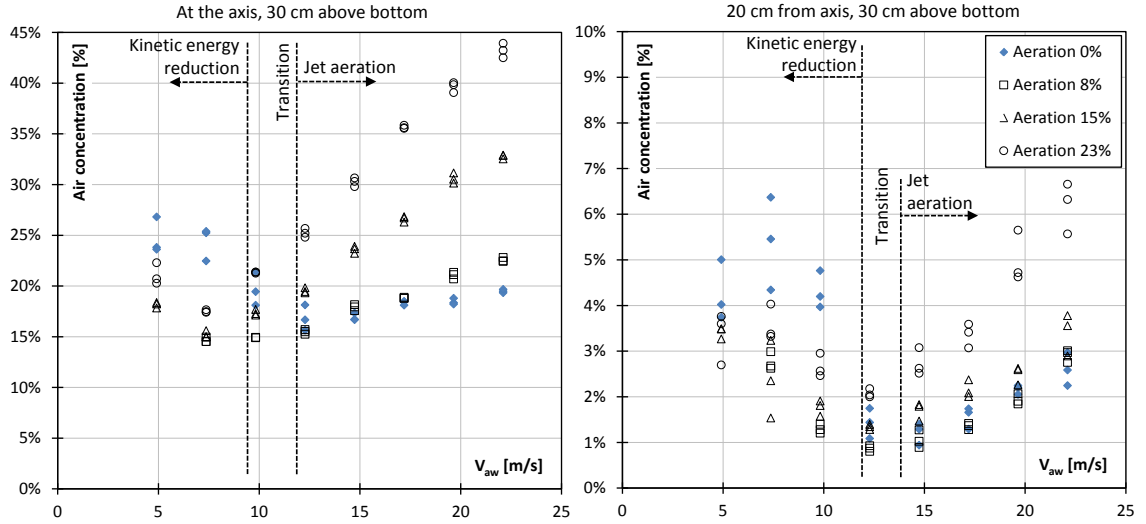 At the axis, 30 cm above bottom
45%
40%
35%
30%
25%
20%
15%
10%
5%
0%
Air concentration [%]
Kinetic energy
reduction
Transition
Jet aeration
V_aw [m/s]
0 5 10 15 20 25
20 cm from axis, 30 cm above bottom
10%
9%
8%
7%
6%
5%
4%
3%
2%
1%
0%
Air concentration [%]
Kinetic energy
reduction
Transition
Jet
aeration
Aeration 0%
Aeration 8%
Aeration 15%
Aeration 23%
V_aw [m/s]
0 5 10 15 20 25